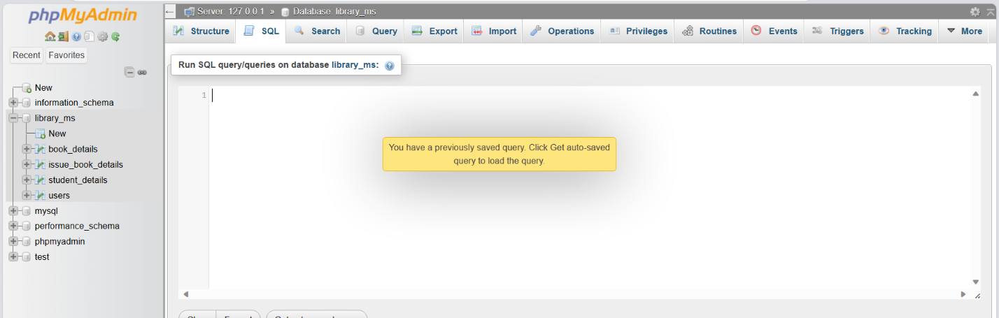 phpMyAdmin
Recent Favorites
New
information_schema
library_ms
New
book_details
issue_book_details
student_details
users
mysql
performance_schema
phpmyadmin
test
Server: 127.0.0.1 » Database: library_ms
Structure SQL Search Query Export Import Operations Privileges Routines Events Triggers Tracking More
Run SQL query/queries on database library_ms:
1
You have a previously saved query. Click Get auto-saved
query to load the query.